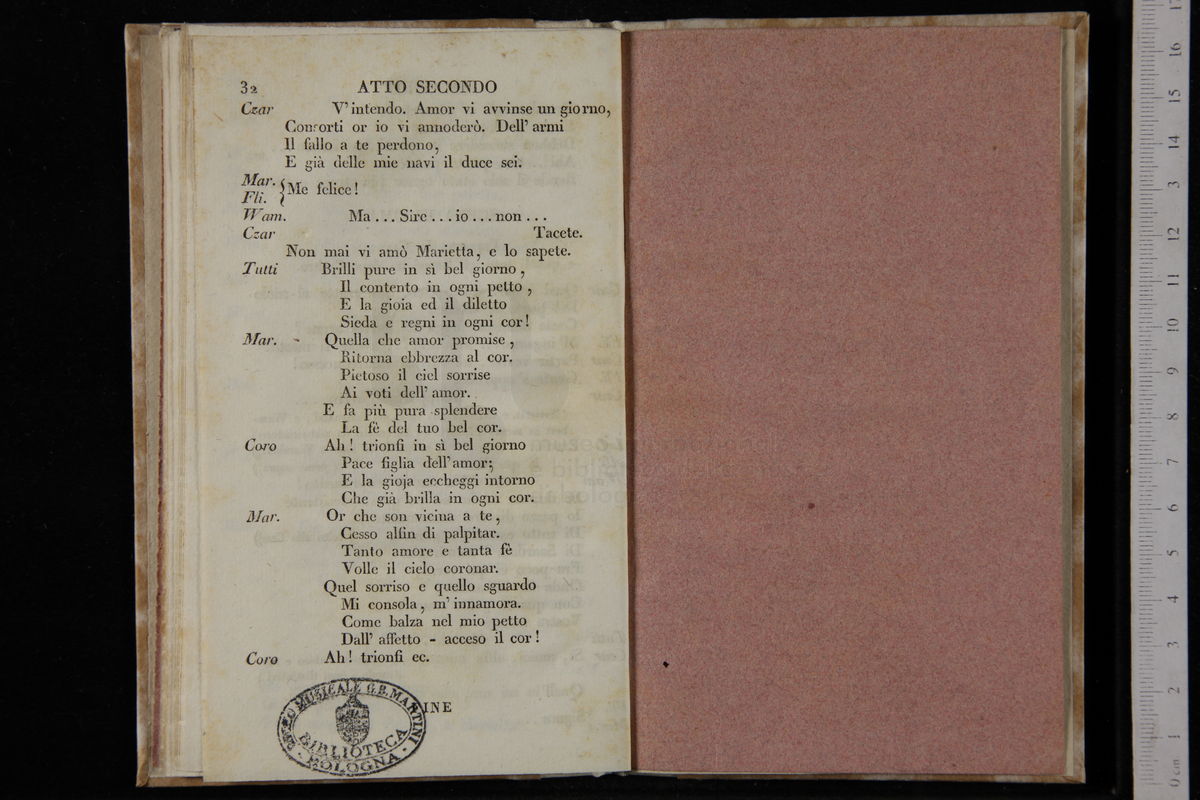 32 ATTO SECONDO
Czar V' intendo. Amor vi avvinse un giorno,
Consorti or io vi annoderò. Dell' armi
Il fallo a te perdono,
E già delle mie navi il duce sei.
Mar.
Fli. } Me felice!
Wam. Ma... Sire... io... non...
Czar Tacete.
Non mai vi amò Marietta, e lo sapete.
Tutti Brilli pure in sì bel giorno,
Il contento in ogni petto,
E la gioia ed il diletto
Sieda e regni in ogni cor!
Mar. - Quella che amor promise,
Ritorna ebbrezza al cor.
Pietoso il ciel sorrise
Ai voti dell' amor.
E fa più pura splendere
La fè del tuo bel cor.
Coro Ah! trionfi in sì bel giorno
Pace figlia dell' amor;
E la gioja eccheggi intorno
Che già brilla in ogni cor.
Mar. Or che son vicina a te,
Cesso alfin di palpitar.
Tanto amore e tanta fè
Volle il cielo coronar.
Quel sorriso e quello sguardo
Mi consola, m' innamora.
Come balza nel mio petto
Dall' affetto - acceso il cor!
Coro Ah! trionfi ec.
INE
MUSEO MUSICALE G.B. MARTINI
BIBLIOTECA
BOLOGNA